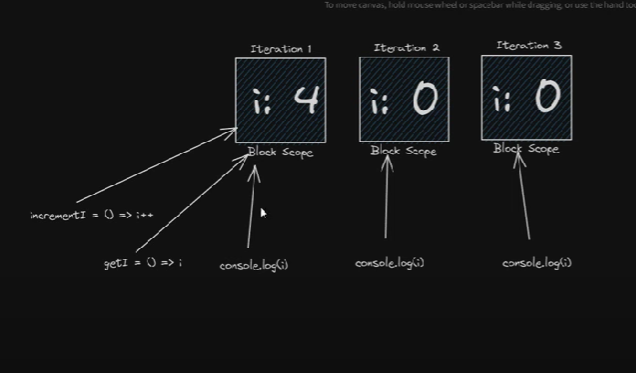 To move canvas, hold mouse wheel or spacebar while dragging, or use the hand too
Iteration 1
Iteration 2
Iteration 3
i: 4
i: 0
i: 0
Block Scope
Block Scope
Block Scope
incrementI = () => i++
getI = () => i
console.log(i)
console.log(i)
console.log(i)